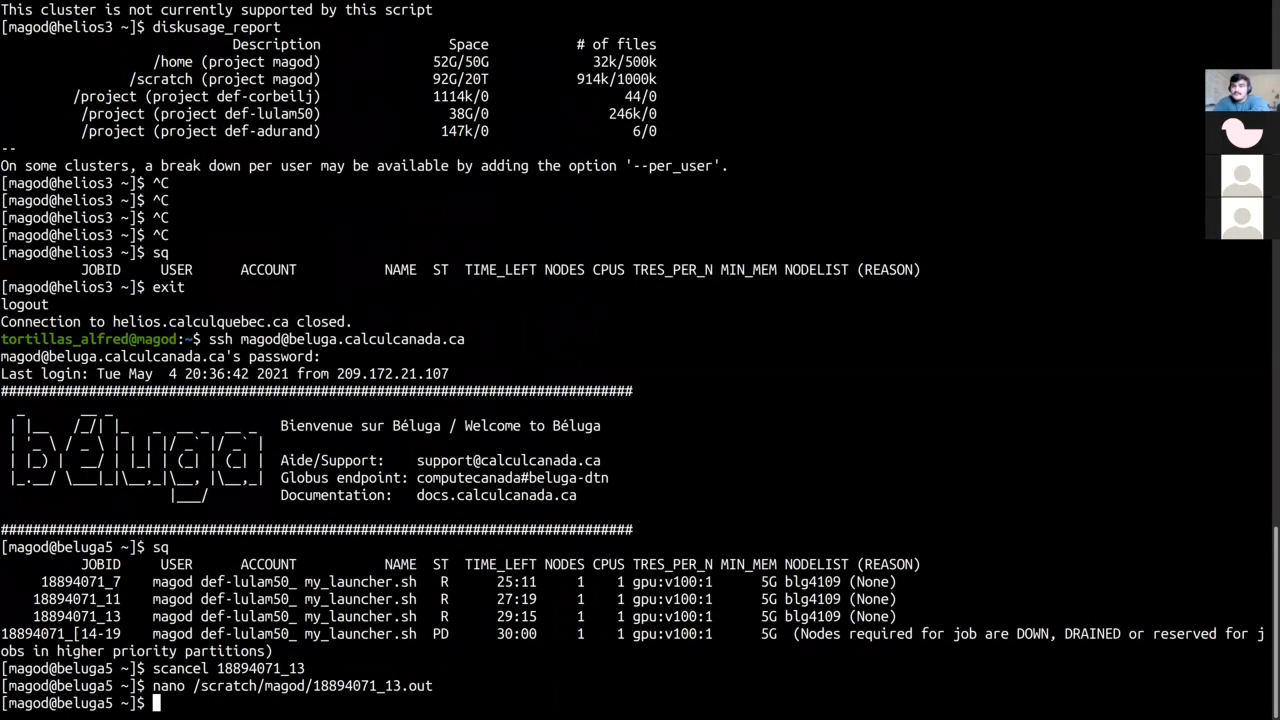 This cluster is not currently supported by this script
[magod@helios3 ~]$ diskusage_report
Description Space # of files
/home (project magod) 52G/50G 32k/500k
/scratch (project magod) 92G/20T 914k/1000k
/project (project def-corbeilj) 1114k/0 44/0
/project (project def-lulam50) 38G/0 246k/0
/project (project def-adurand) 147k/0 6/0
--
On some clusters, a break down per user may be available by adding the option '--per_user'.
[magod@helios3 ~]$ ^C
[magod@helios3 ~]$ ^C
[magod@helios3 ~]$ ^C
[magod@helios3 ~]$ ^C
[magod@helios3 ~]$ sq
JOBID USER ACCOUNT NAME ST TIME_LEFT NODES CPUS TRES_PER_N MIN_MEM NODELIST (REASON)
[magod@helios3 ~]$ exit
logout
Connection to helios.calculquebec.ca closed.
tortillas_alfred@magod:~$ ssh magod@beluga.calculcanada.ca
magod@beluga.calculcanada.ca's password:
Last login: Tue May  4 20:36:42 2021 from 209.172.21.107
#############################################################################
béluga
Bienvenue sur Béluga / Welcome to Béluga
Aide/Support: support@calculcanada.ca
Globus endpoint: computecanada#beluga-dtn
Documentation: docs.calculcanada.ca
#############################################################################
[magod@beluga5 ~]$ sq
JOBID USER ACCOUNT NAME ST TIME_LEFT NODES CPUS TRES_PER_N MIN_MEM NODELIST (REASON)
18894071_7 magod def-lulam50_ my_launcher.sh R 25:11 1 1 gpu:v100:1 5G blg4109 (None)
18894071_11 magod def-lulam50_ my_launcher.sh R 27:19 1 1 gpu:v100:1 5G blg4109 (None)
18894071_13 magod def-lulam50_ my_launcher.sh R 29:15 1 1 gpu:v100:1 5G blg4109 (None)
18894071_[14-19 magod def-lulam50_ my_launcher.sh PD 30:00 1 1 gpu:v100:1 5G (Nodes required for job are DOWN, DRAINED or reserved for j
obs in higher priority partitions)
[magod@beluga5 ~]$ scancel 18894071_13
[magod@beluga5 ~]$ nano /scratch/magod/18894071_13.out
[magod@beluga5 ~]$